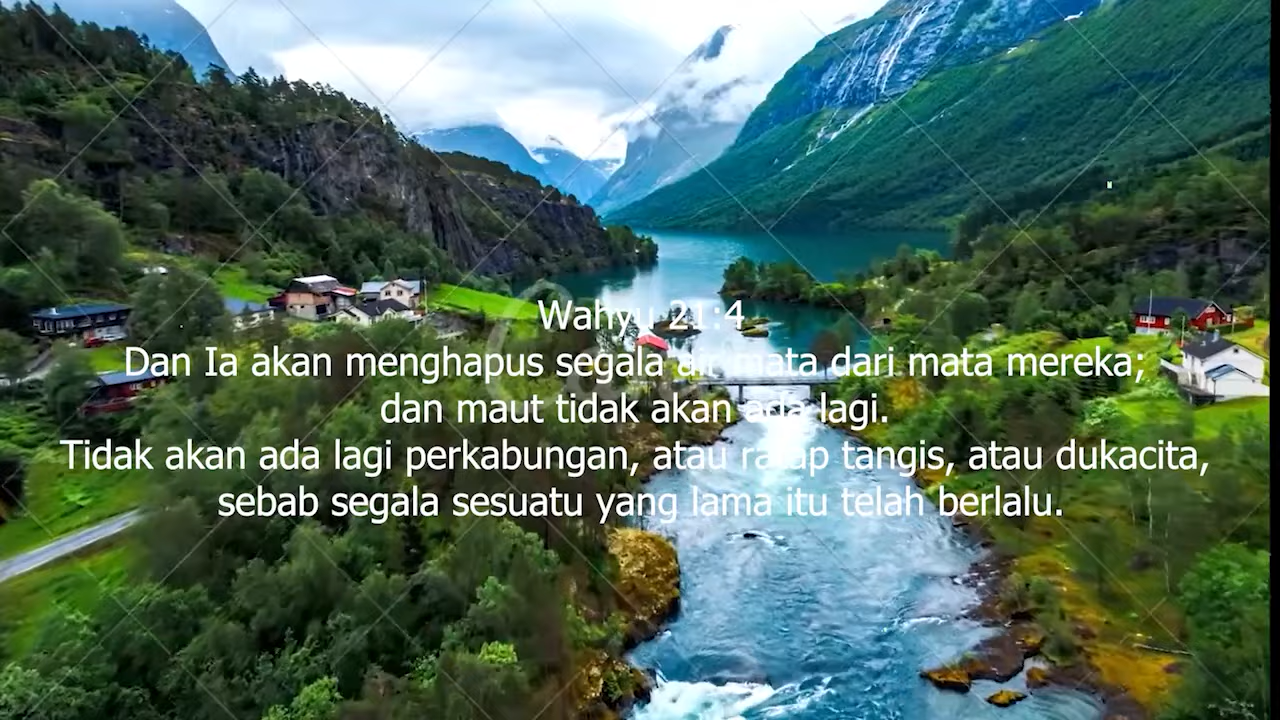 Wahyu 21:4
Dan Ia akan menghapus segala air mata dari mata mereka;
dan maut tidak akan ada lagi.
Tidak akan ada lagi perkabungan, atau ratap tangis, atau dukacita,
sebab segala sesuatu yang lama itu telah berlalu.